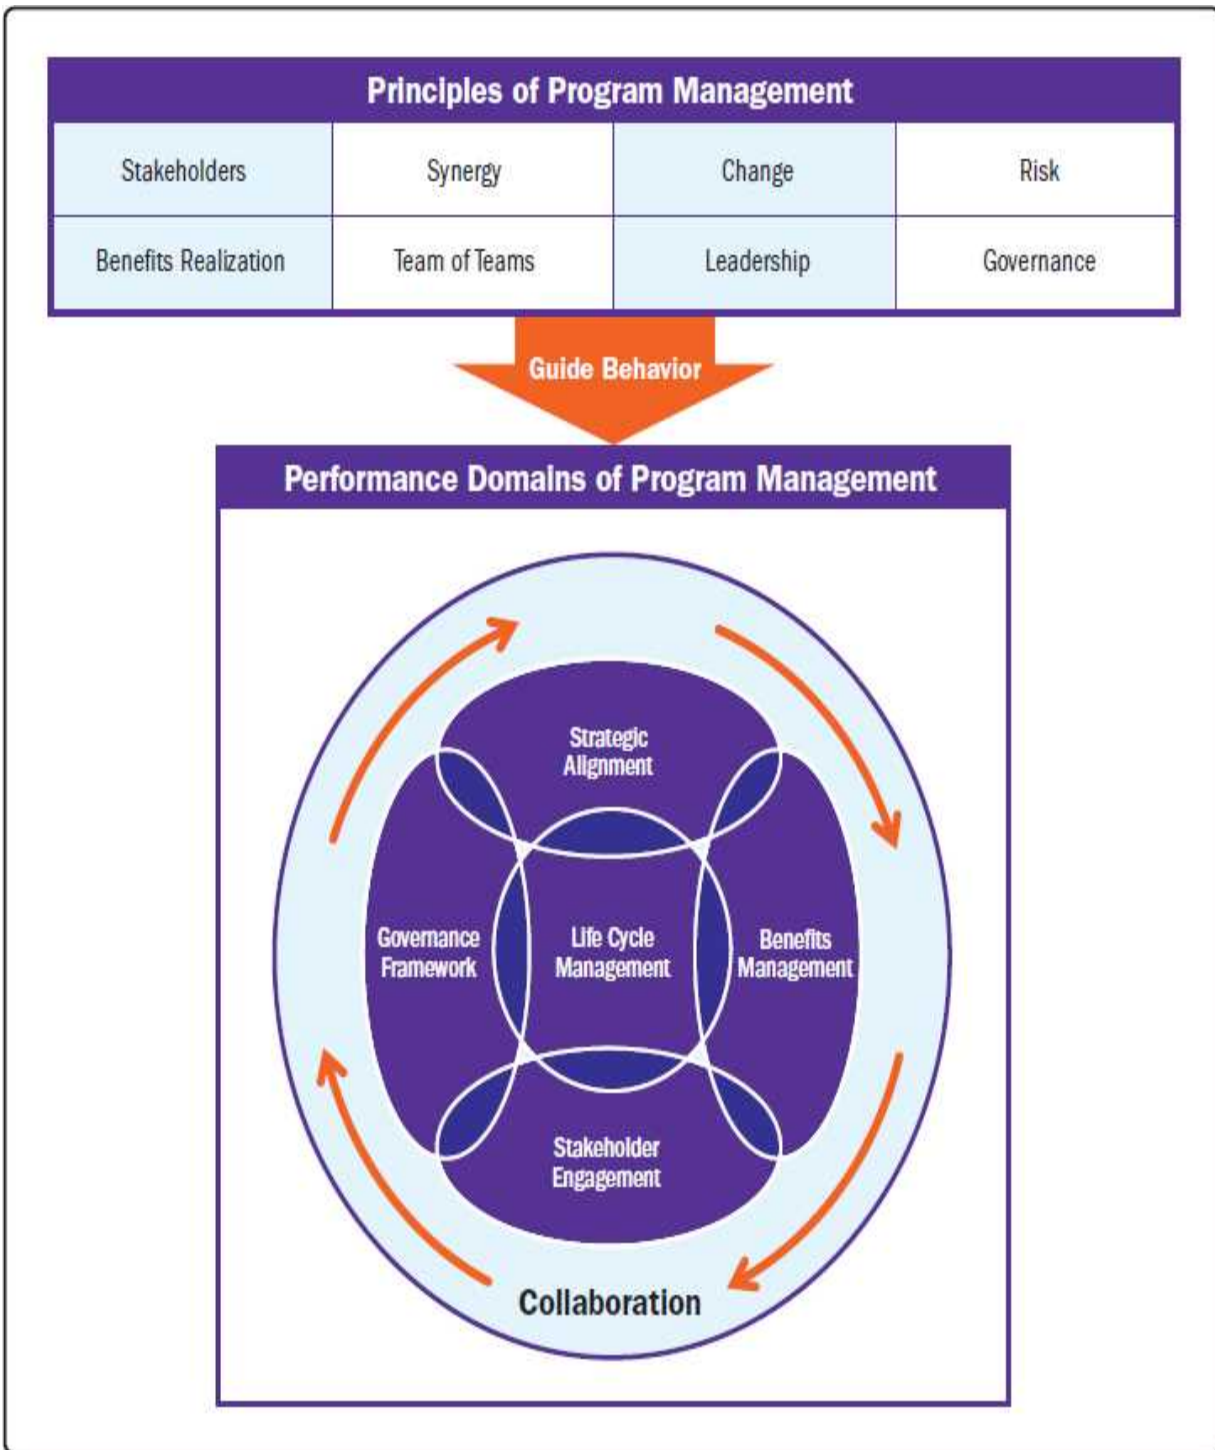 Principles of Program Management
Stakeholders
Synergy
Change
Risk
Benefits Realization
Team of Teams
Leadership
Governance
Guide Behavior
Performance Domains of Program Management
Strategic
Alignment
Governance
Framework
Life Cycle
Management
Benefits
Management
Stakeholder
Engagement
Collaboration